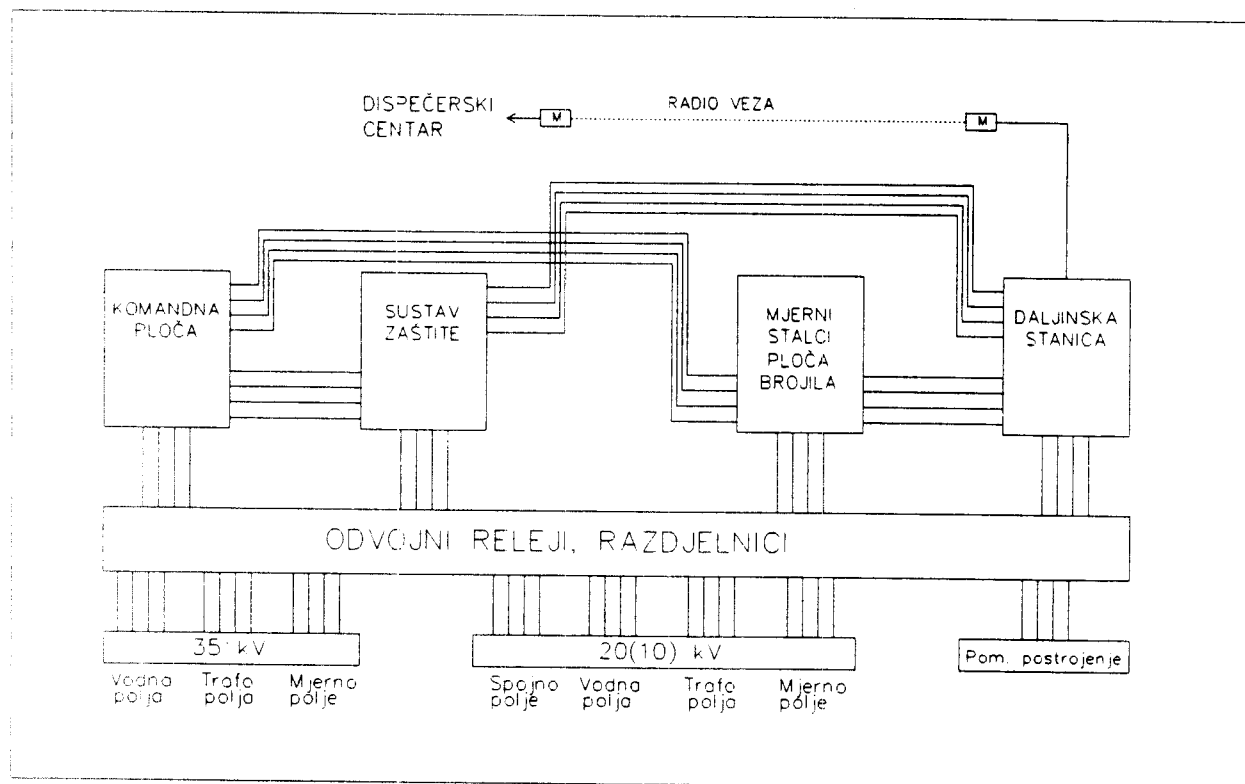 DISPEČERSKI
CENTAR
M
RADIO VEZA
M
KOMANDNA
PLOČA
SUSTAV
ZAŠTITE
MJERNI
STALCI
PLOČA
BROJILA
DALJINSKA
STANICA
ODVOJNI RELEJI, RAZDJELNICI
35 kV
20(10) kV
Pom. postrojenje
Vodna
polja
Trafo
polja
Mjerno
polje
Spojno
polje
Vodna
polja
Trafo
polja
Mjerno
polje